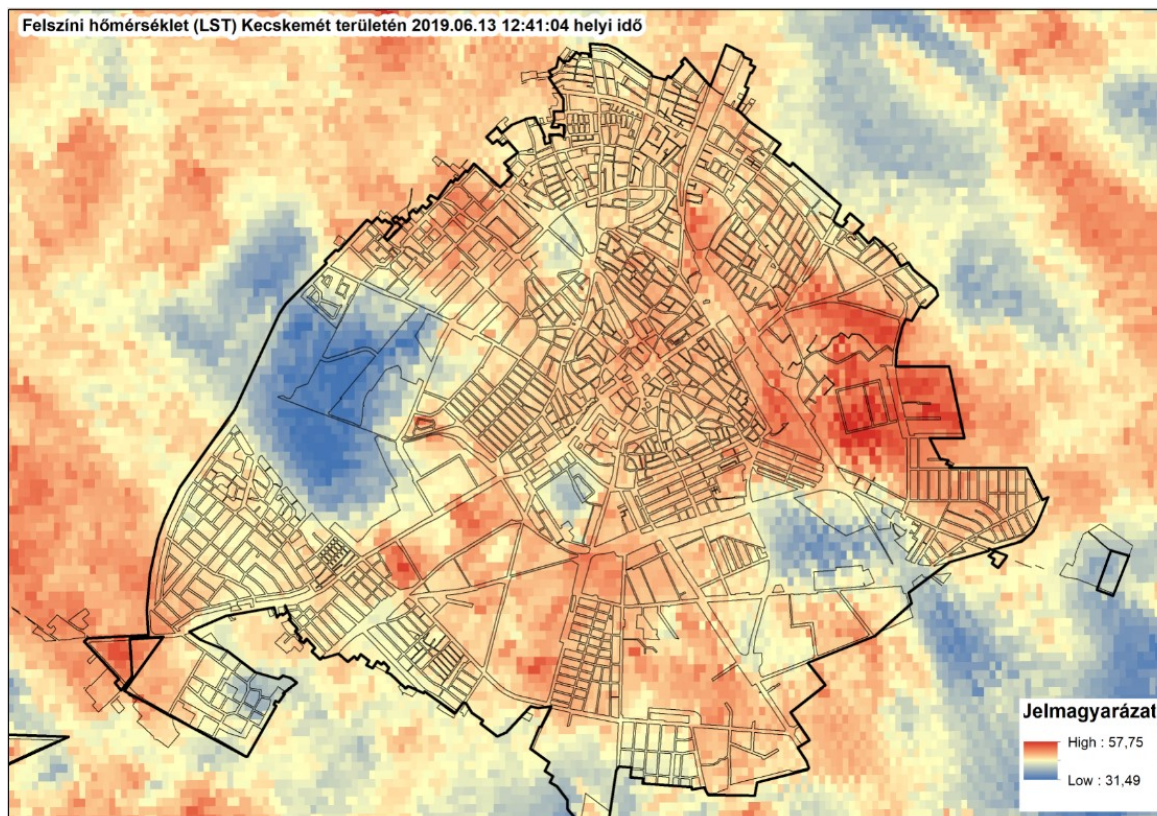 Felszíni hőmérséklet (LST) Kecskemét területén 2019.06.13 12:41:04 helyi idő
Jelmagyarázat
High : 57,75
Low : 31,49